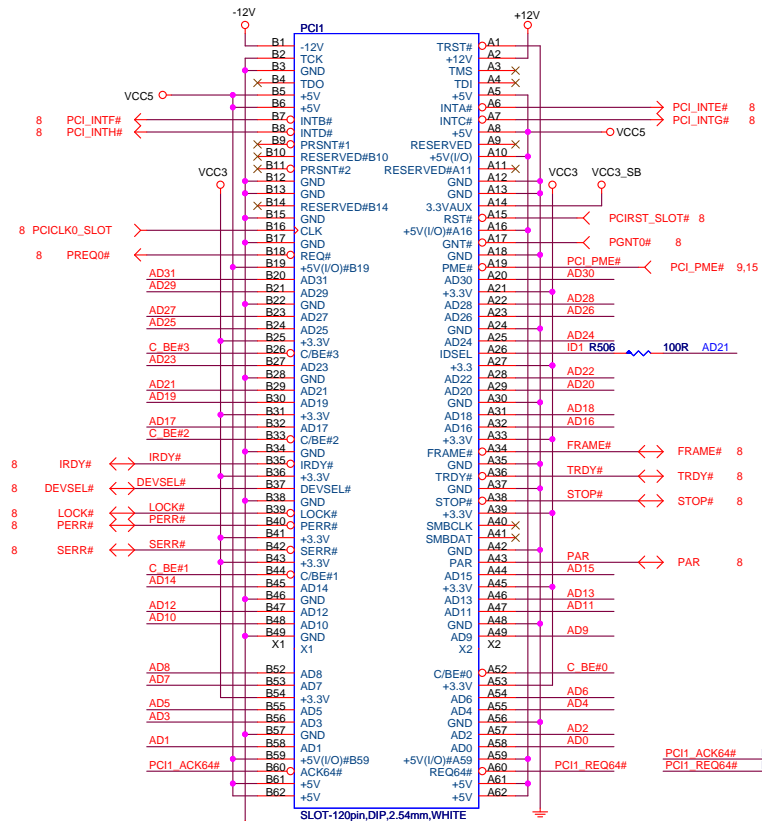 -12V +12V
PCI1
B1 -12V TRST# A1
B2 TCK +12V A2
B3 GND TMS A3
B4 TDO TDI A4
VCC5 B5 +5V +5V A5
B6 +5V INTA# A6 PCI_INTE# 8
8 PCI_INTF# B7 INTB# INTC# A7 PCI_INTG# 8
8 PCI_INTH# B8 INTD# +5V A8 VCC5
B9 PRSNT#1 RESERVED A9
B10 RESERVED#B10 +5V(I/O) A10
B11 PRSNT#2 RESERVED#A11 A11
VCC3 B12 GND GND A12 VCC3 VCC3_SB
B13 GND GND A13
B14 RESERVED#B14 3.3VAUX A14
B15 GND RST# A15 PCIRST_SLOT# 8
8 PCICLK0_SLOT B16 CLK +5V(I/O)#A16 A16
B17 GND GNT# A17 PGNT0# 8
8 PREQ0# B18 REQ# GND A18
B19 +5V(I/O)#B19 PME# A19 PCI_PME# PCI_PME# 9,15
AD31 B20 AD31 AD30 A20 AD30
AD29 B21 AD29 +3.3V A21
B22 GND AD28 A22 AD28
AD27 B23 AD27 AD26 A23 AD26
AD25 B24 AD25 GND A24
B25 +3.3V AD24 A25 AD24
C_BE#3 B26 C/BE#3 IDSEL A26 ID1 R506 100R AD21
AD23 B27 AD23 +3.3 A27
B28 GND AD22 A28 AD22
AD21 B29 AD21 AD20 A29 AD20
AD19 B30 AD19 GND A30
B31 +3.3V AD18 A31 AD18
AD17 B32 AD17 AD16 A32 AD16
C_BE#2 B33 C/BE#2 +3.3V A33
B34 GND FRAME# A34 FRAME# FRAME# 8
8 IRDY# IRDY# B35 IRDY# GND A35
B36 +3.3V TRDY# A36 TRDY# TRDY# 8
8 DEVSEL# DEVSEL# B37 DEVSEL# GND A37
B38 GND STOP# A38 STOP# STOP# 8
8 LOCK# LOCK# B39 LOCK# +3.3V A39
8 PERR# PERR# B40 PERR# SMBCLK A40
B41 +3.3V SMBDAT A41
8 SERR# SERR# B42 SERR# GND A42
B43 +3.3V PAR A43 PAR PAR 8
C_BE#1 B44 C/BE#1 AD15 A44 AD15
AD14 B45 AD14 +3.3V A45
B46 GND AD13 A46 AD13
AD12 B47 AD12 AD11 A47 AD11
AD10 B48 AD10 GND A48
B49 GND AD9 A49 AD9
X1 X1 X2 X2
AD8 B52 AD8 C/BE#0 A52 C_BE#0
AD7 B53 AD7 +3.3V A53
B54 +3.3V AD6 A54 AD6
AD5 B55 AD5 AD4 A55 AD4
AD3 B56 AD3 GND A56
B57 GND AD2 A57 AD2
AD1 B58 AD1 AD0 A58 AD0
B59 +5V(I/O)#B59 +5V(I/O)#A59 A59 PCI1_ACK64#
PCI1_ACK64# B60 ACK64# REQ64# A60 PCI1_REQ64# PCI1_REQ64#
B61 +5V +5V A61
B62 +5V +5V A62
SLOT-120pin,DIP,2.54mm,WHITE